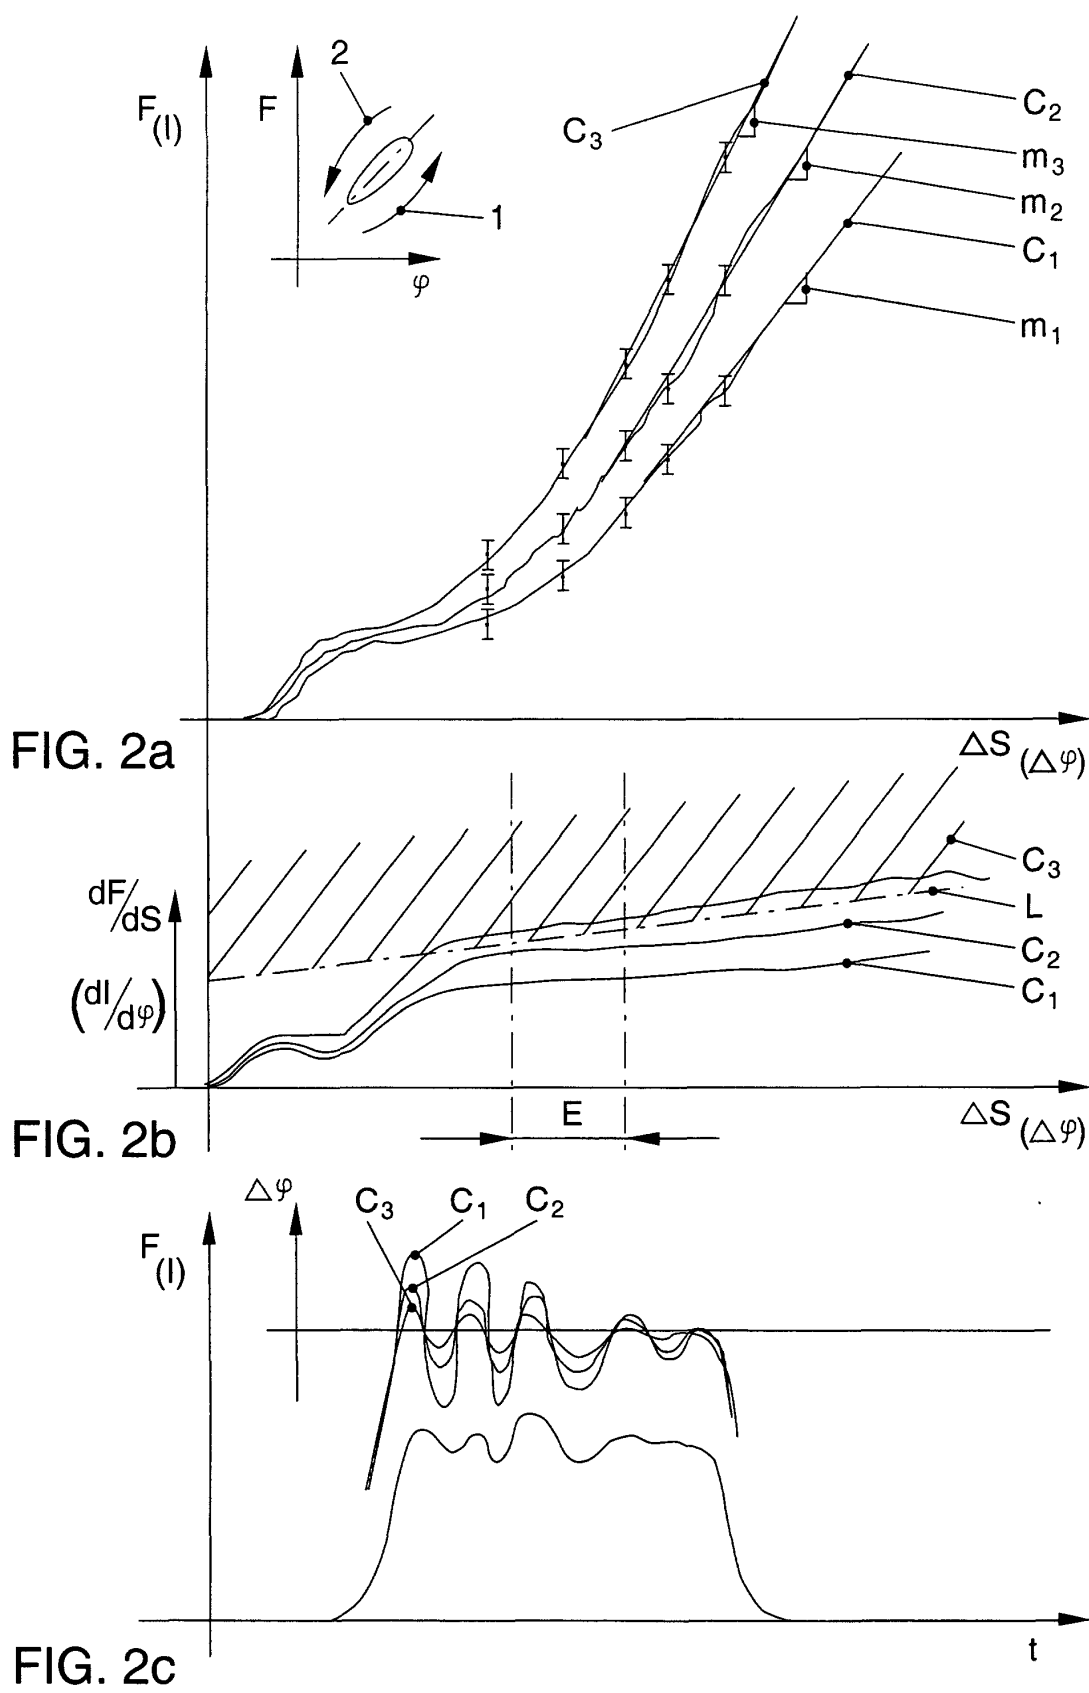 2
F(I)
F
1
φ
C3
C2
m3
m2
C1
m1
FIG. 2a
ΔS (Δφ)
dF/dS
(dI/dφ)
C3
L
C2
C1
FIG. 2b
E
ΔS (Δφ)
Δφ
C3
C1
C2
F(I)
t
FIG. 2c